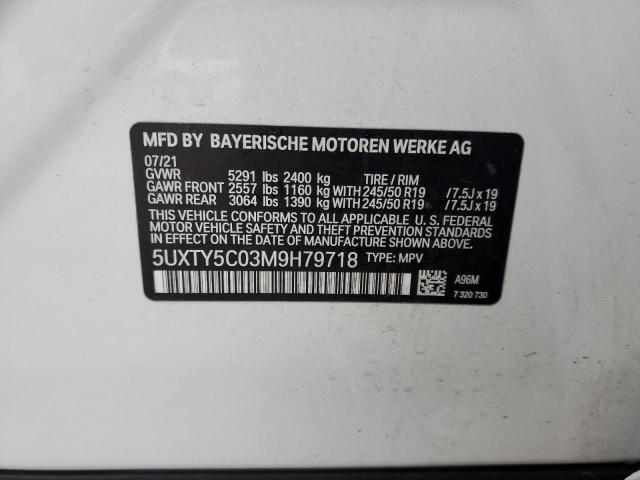 MFD BY BAYERISCHE MOTOREN WERKE AG
07/21
GVWR 5291 lbs 2400 kg TIRE / RIM
GAWR FRONT 2557 lbs 1160 kg WITH 245/50 R19 / 7.5J x 19
GAWR REAR 3064 lbs 1390 kg WITH 245/50 R19 / 7.5J x 19
THIS VEHICLE CONFORMS TO ALL APPLICABLE U. S. FEDERAL
MOTOR VEHICLE SAFETY, BUMPER, AND THEFT PREVENTION
STANDARDS IN EFFECT ON THE DATE OF MANUFACTURE SHOWN ABOVE.
5UXTY5C03M9H79718 TYPE: MPV
A96M
7 320 730